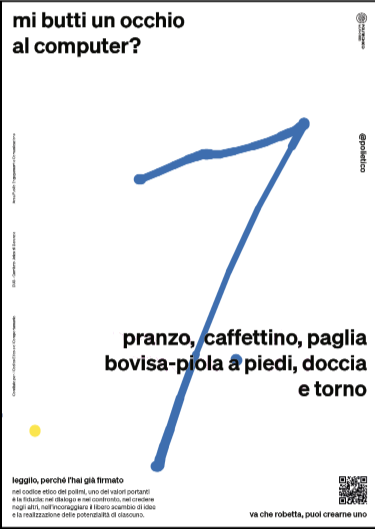 mi butti un occhio
al computer?
@polietico
pranzo, caffettino, paglia
bovisa-piola a piedi, doccia
e torno
leggilo, perché l'hai già firmato
nel codice etico del polimi, uno dei valori portanti
è la fiducia: nel dialogo e nel confronto, nel credere
negli altri, nell'incoraggiare il libero scambio di idee
e la realizzazione delle potenzialità di ciascuno.
va che robetta, puoi crearne uno